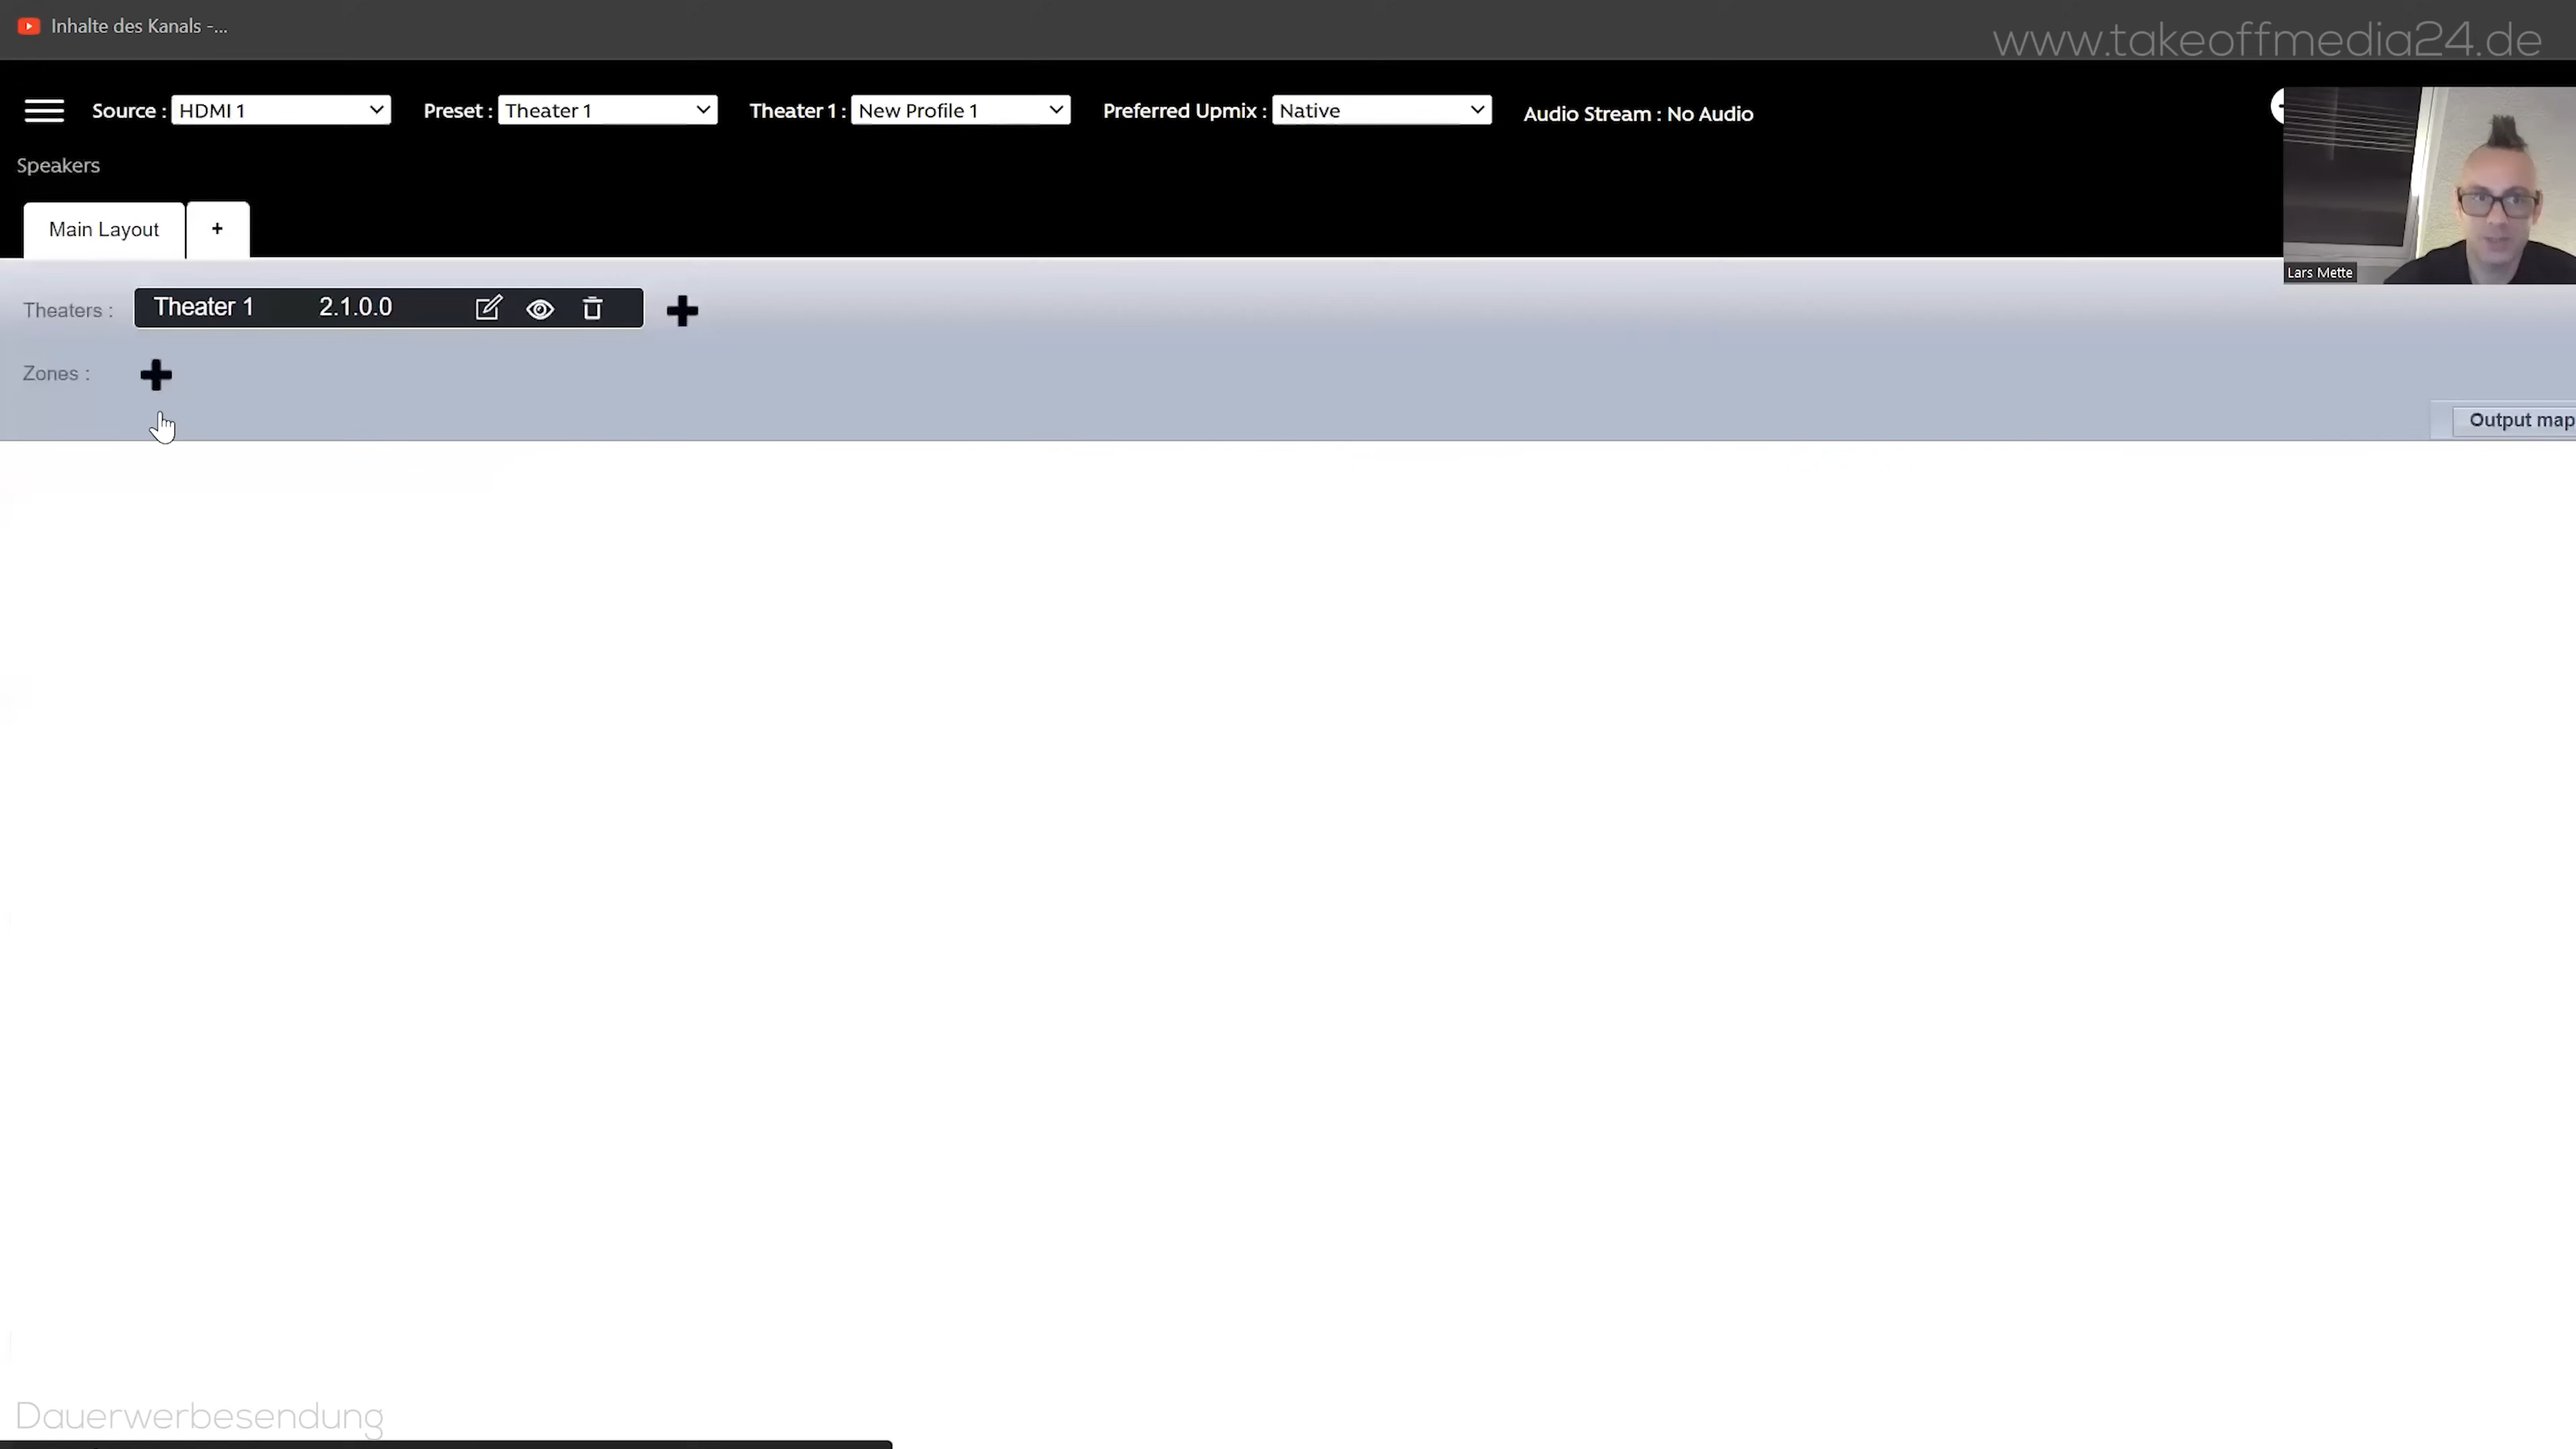 Inhalte des Kanals -...
www.takeoffmedia24.de
Source : HDMI 1 Preset : Theater 1 Theater 1 : New Profile 1 Preferred Upmix : Native Audio Stream : No Audio
Speakers
Main Layout +
Lars Mette
Theaters : Theater 1 2.1.0.0
Zones :
Output map
Dauerwerbesendung